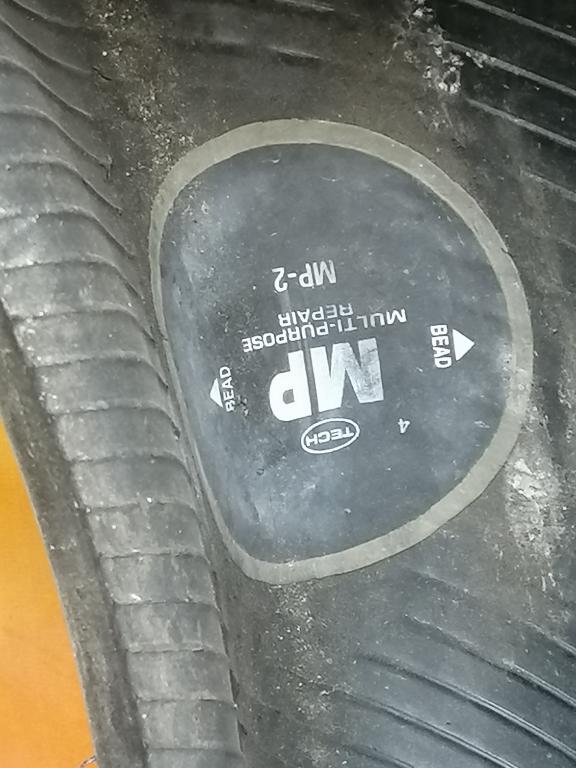 TECH
4
MP
MULTI-PURPOSE
REPAIR
MP-2
BEAD
BEAD